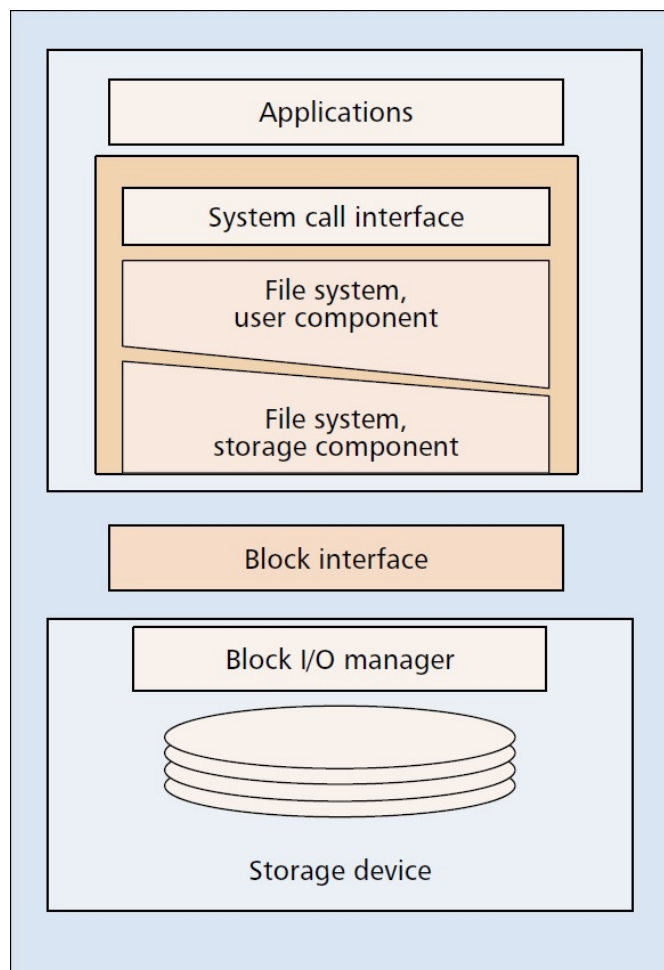 Applications
System call interface
File system,
user component
File system,
storage component
Block interface
Block I/O manager
Storage device